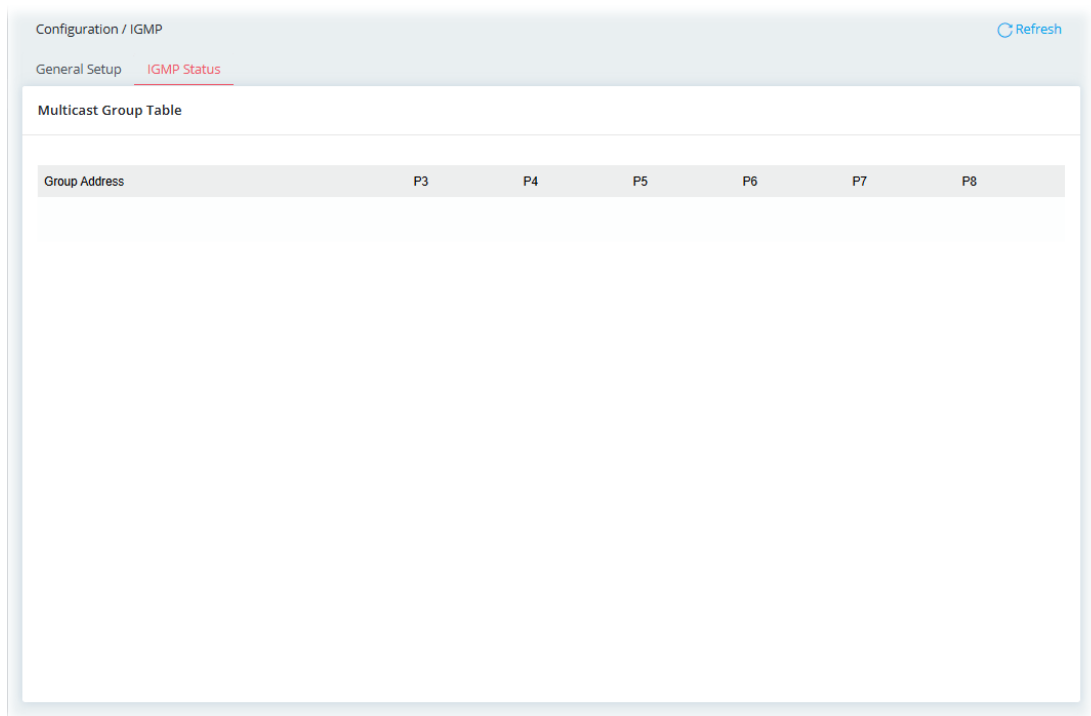 Configuration / IGMP Refresh
General Setup IGMP Status
Multicast Group Table
Group Address P3 P4 P5 P6 P7 P8